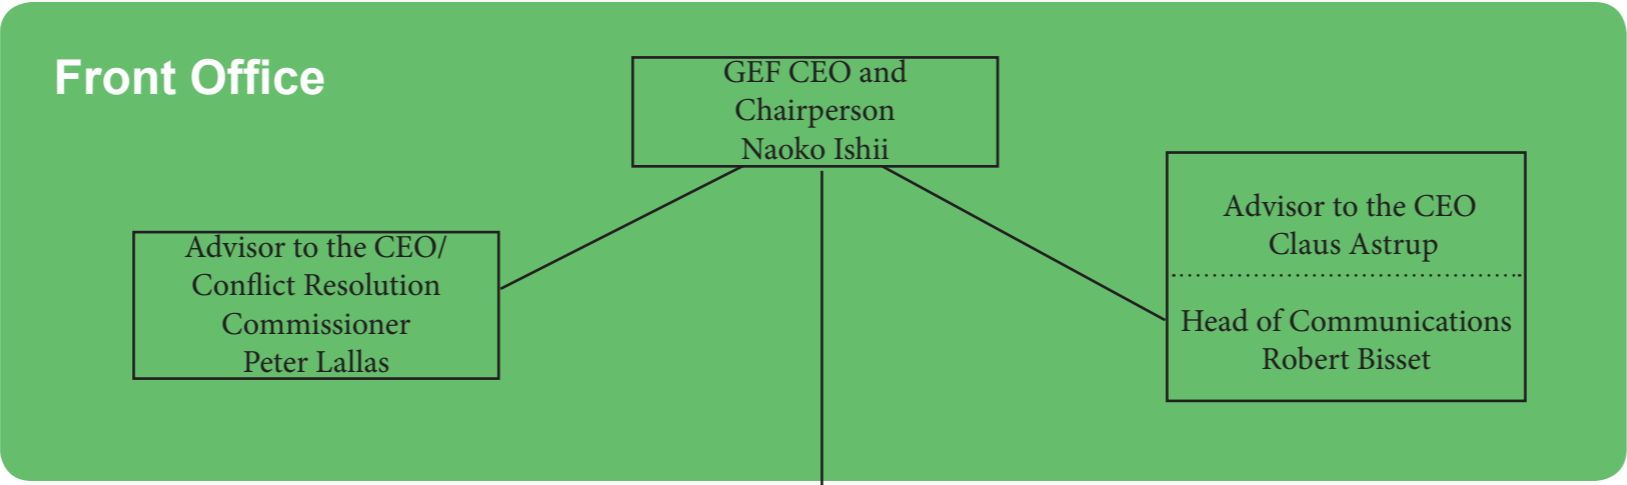 Front Office
GEF CEO and
Chairperson
Naoko Ishii
Advisor to the CEO/
Conflict Resolution
Commissioner
Peter Lallas
Advisor to the CEO
Claus Astrup
Head of Communications
Robert Bisset